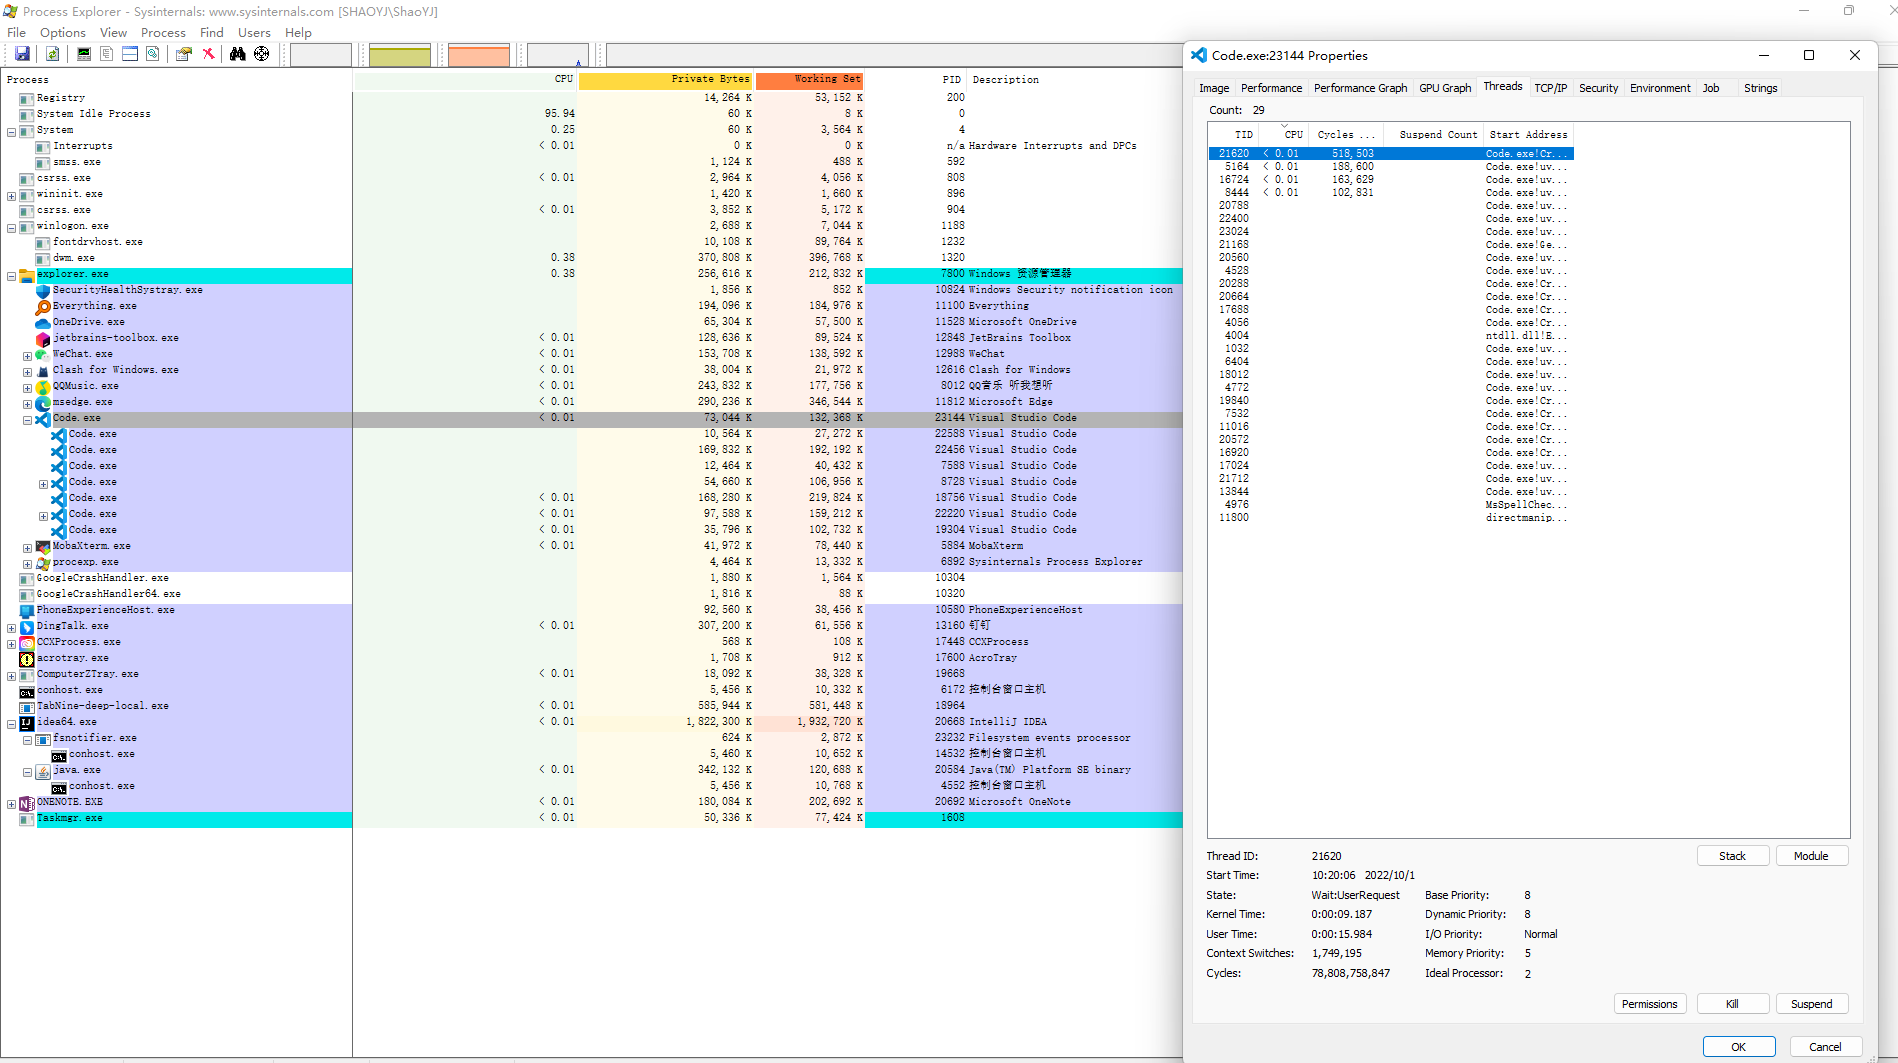 Process Explorer - Sysinternals: www.sysinternals.com [SHAOYJ\ShaoYJ]
File Options View Process Find Users Help
Process CPU Private Bytes Working Set PID Description
Registry 14,264 K 53,152 K 200
System Idle Process 95.94 60 K 8 K 0
System 0.25 60 K 3,564 K 4
Interrupts < 0.01 0 K 0 K n/a Hardware Interrupts and DPCs
smss.exe 1,124 K 488 K 592
csrss.exe < 0.01 2,964 K 4,056 K 808
wininit.exe 1,420 K 1,660 K 896
csrss.exe < 0.01 3,852 K 5,172 K 904
winlogon.exe 2,688 K 7,044 K 1188
fontdrvhost.exe 10,108 K 89,764 K 1232
dwm.exe 0.38 370,808 K 396,768 K 1320
explorer.exe 0.38 256,616 K 212,832 K 7800 Windows 资源管理器
SecurityHealthSystray.exe 1,856 K 852 K 10824 Windows Security notification icon
Everything.exe 194,096 K 184,976 K 11100 Everything
OneDrive.exe 65,304 K 57,500 K 11528 Microsoft OneDrive
jetbrains-toolbox.exe < 0.01 128,636 K 89,524 K 12848 JetBrains Toolbox
WeChat.exe < 0.01 153,708 K 138,592 K 12988 WeChat
Clash for Windows.exe < 0.01 38,004 K 21,972 K 12616 Clash for Windows
QQMusic.exe < 0.01 243,832 K 177,756 K 8012 QQ音乐 听我想听
msedge.exe < 0.01 290,236 K 346,544 K 11812 Microsoft Edge
Code.exe < 0.01 73,044 K 132,368 K 23144 Visual Studio Code
Code.exe 10,564 K 27,272 K 22588 Visual Studio Code
Code.exe 169,832 K 192,192 K 22456 Visual Studio Code
Code.exe 12,464 K 40,432 K 7588 Visual Studio Code
Code.exe 54,660 K 106,956 K 8728 Visual Studio Code
Code.exe < 0.01 168,280 K 219,824 K 18756 Visual Studio Code
Code.exe < 0.01 97,588 K 159,212 K 22220 Visual Studio Code
Code.exe < 0.01 35,796 K 102,732 K 19304 Visual Studio Code
MobaXterm.exe < 0.01 41,972 K 78,440 K 5884 MobaXterm
procexp.exe 4,464 K 13,332 K 6892 Sysinternals Process Explorer
GoogleCrashHandler.exe 1,880 K 1,564 K 10304
GoogleCrashHandler64.exe 1,816 K 88 K 10320
PhoneExperienceHost.exe 92,560 K 38,456 K 10580 PhoneExperienceHost
DingTalk.exe < 0.01 307,200 K 61,556 K 13160 钉钉
CCXProcess.exe 568 K 108 K 17448 CCXProcess
acrotray.exe 1,708 K 912 K 17600 AcroTray
ComputerZTray.exe < 0.01 18,092 K 38,328 K 19668
conhost.exe 5,456 K 10,332 K 6172 控制台窗口主机
TabNine-deep-local.exe < 0.01 585,944 K 581,448 K 18964
idea64.exe < 0.01 1,822,300 K 1,932,720 K 20668 IntelliJ IDEA
fsnotifier.exe 624 K 2,872 K 23232 Filesystem events processor
conhost.exe 5,460 K 10,652 K 14532 控制台窗口主机
java.exe < 0.01 342,132 K 120,688 K 20584 Java(TM) Platform SE binary
conhost.exe 5,456 K 10,768 K 4552 控制台窗口主机
ONENOTE.EXE < 0.01 180,084 K 202,692 K 20692 Microsoft OneNote
Taskmgr.exe < 0.01 50,336 K 77,424 K 1608
Code.exe:23144 Properties
Image Performance Performance Graph GPU Graph Threads TCP/IP Security Environment Job Strings
Count: 29
TID CPU Cycles ... Suspend Count Start Address
21620 < 0.01 518,503 Code.exe!Cr...
5164 < 0.01 188,600 Code.exe!uv...
16724 < 0.01 163,629 Code.exe!uv...
8444 < 0.01 102,831 Code.exe!uv...
20788 Code.exe!uv...
22400 Code.exe!uv...
23024 Code.exe!uv...
21168 Code.exe!Ge...
20560 Code.exe!uv...
4528 Code.exe!uv...
20288 Code.exe!Cr...
20664 Code.exe!Cr...
17688 Code.exe!Cr...
4056 Code.exe!Cr...
4004 ntdll.dll!E...
1032 Code.exe!uv...
6404 Code.exe!uv...
18012 Code.exe!uv...
4772 Code.exe!uv...
19840 Code.exe!Cr...
7532 Code.exe!Cr...
11016 Code.exe!Cr...
20572 Code.exe!Cr...
16920 Code.exe!Cr...
17024 Code.exe!uv...
21712 Code.exe!uv...
13844 Code.exe!uv...
4976 MsSpellChec...
11800 directmanip...
Thread ID: 21620 Stack Module
Start Time: 10:20:06 2022/10/1
State: Wait:UserRequest Base Priority: 8
Kernel Time: 0:00:09.187 Dynamic Priority: 8
User Time: 0:00:15.984 I/O Priority: Normal
Context Switches: 1,749,195 Memory Priority: 5
Cycles: 78,808,758,847 Ideal Processor: 2
Permissions Kill Suspend
OK Cancel